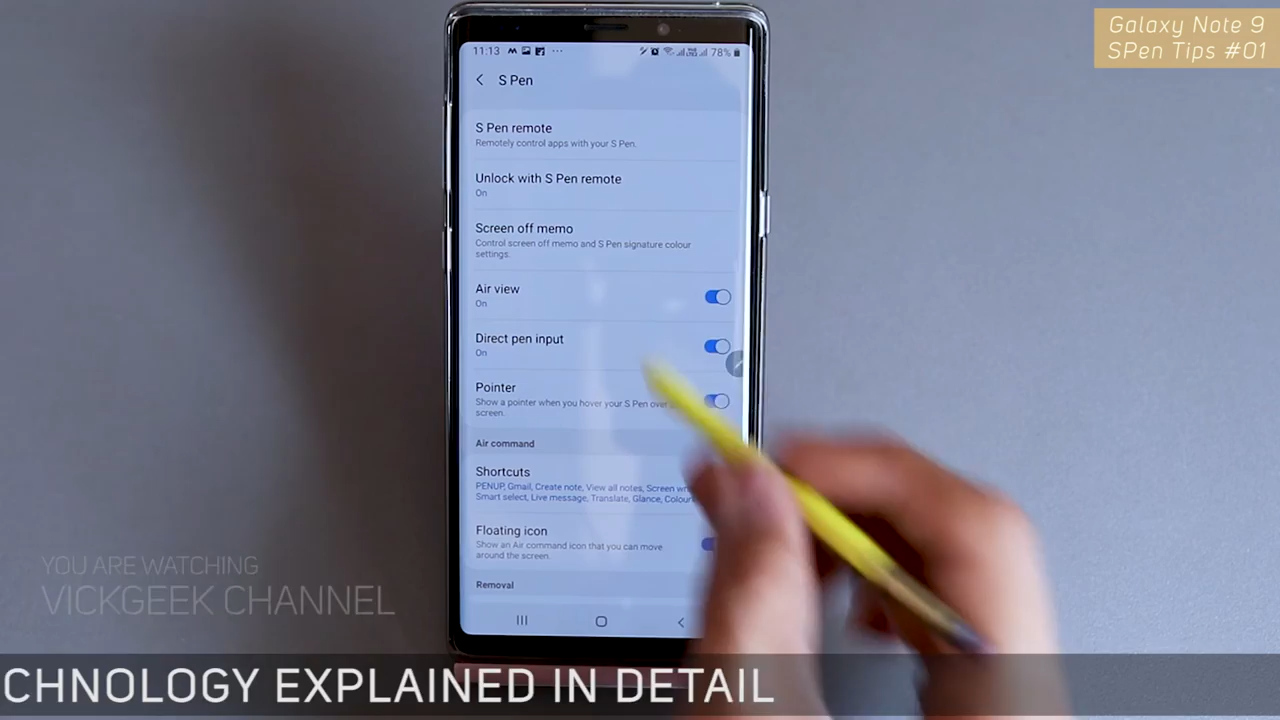 Galaxy Note 9
SPen Tips #01
11:13
78%
S Pen
S Pen remote
Remotely control apps with your S Pen.
Unlock with S Pen remote
On
Screen off memo
Control screen off memo and S Pen signature colour
settings.
Air view
On
Direct pen input
On
Pointer
Show a pointer when you hover your S Pen over
screen.
Air command
Shortcuts
PENUP, Gmail, Create note, View all notes, Screen
Smart select, Live message, Translate, Glance,
Floating icon
Show an Air command icon that you can move
around the screen.
Removal
YOU ARE WATCHING
VICKGEEK CHANNEL
CHNOLOGY EXPLAINED IN DETAIL